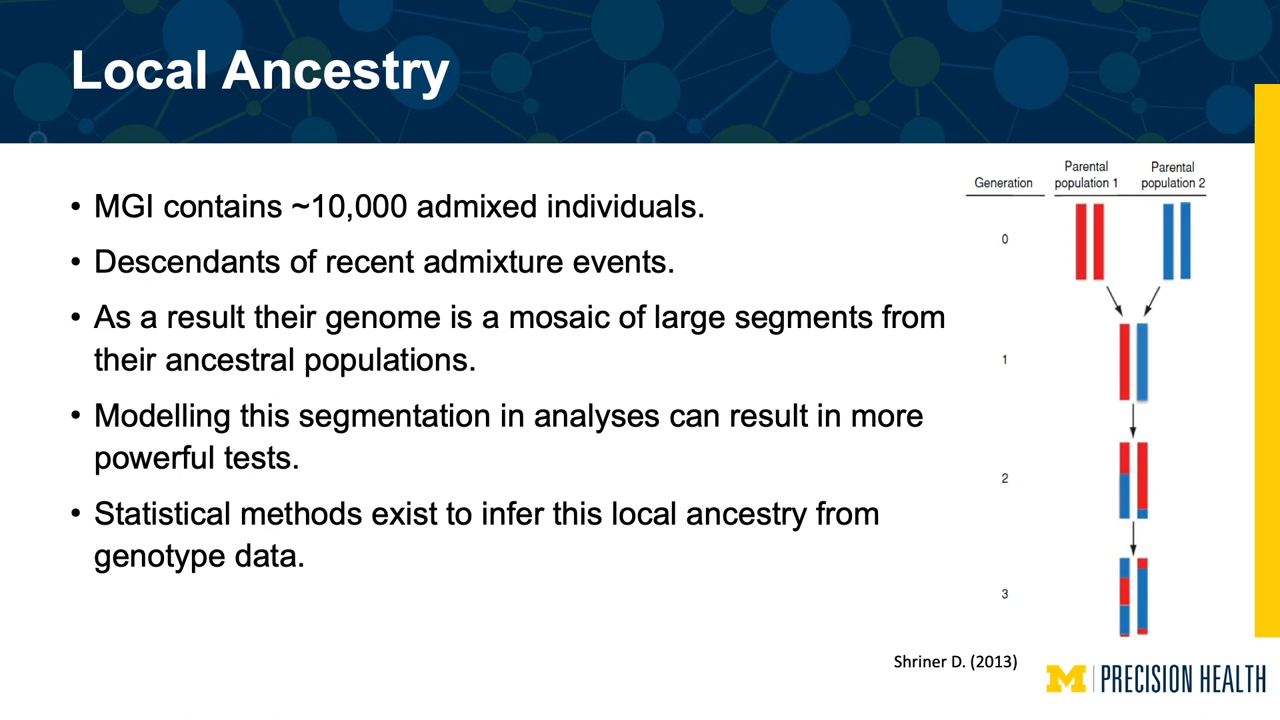 Local Ancestry
• MGI contains ~10,000 admixed individuals.
• Descendants of recent admixture events.
• As a result their genome is a mosaic of large segments from
their ancestral populations.
• Modelling this segmentation in analyses can result in more
powerful tests.
• Statistical methods exist to infer this local ancestry from
genotype data.
Generation
Parental
population 1
Parental
population 2
0
1
2
3
Shriner D. (2013)
M PRECISION HEALTH